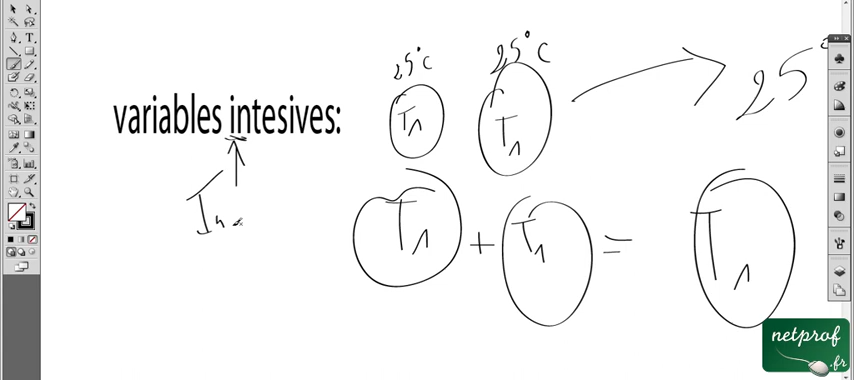 25°C 25°C 25°
variables intesives:
T1 T1
In
T1 + T1 = T1
netprof
.fr